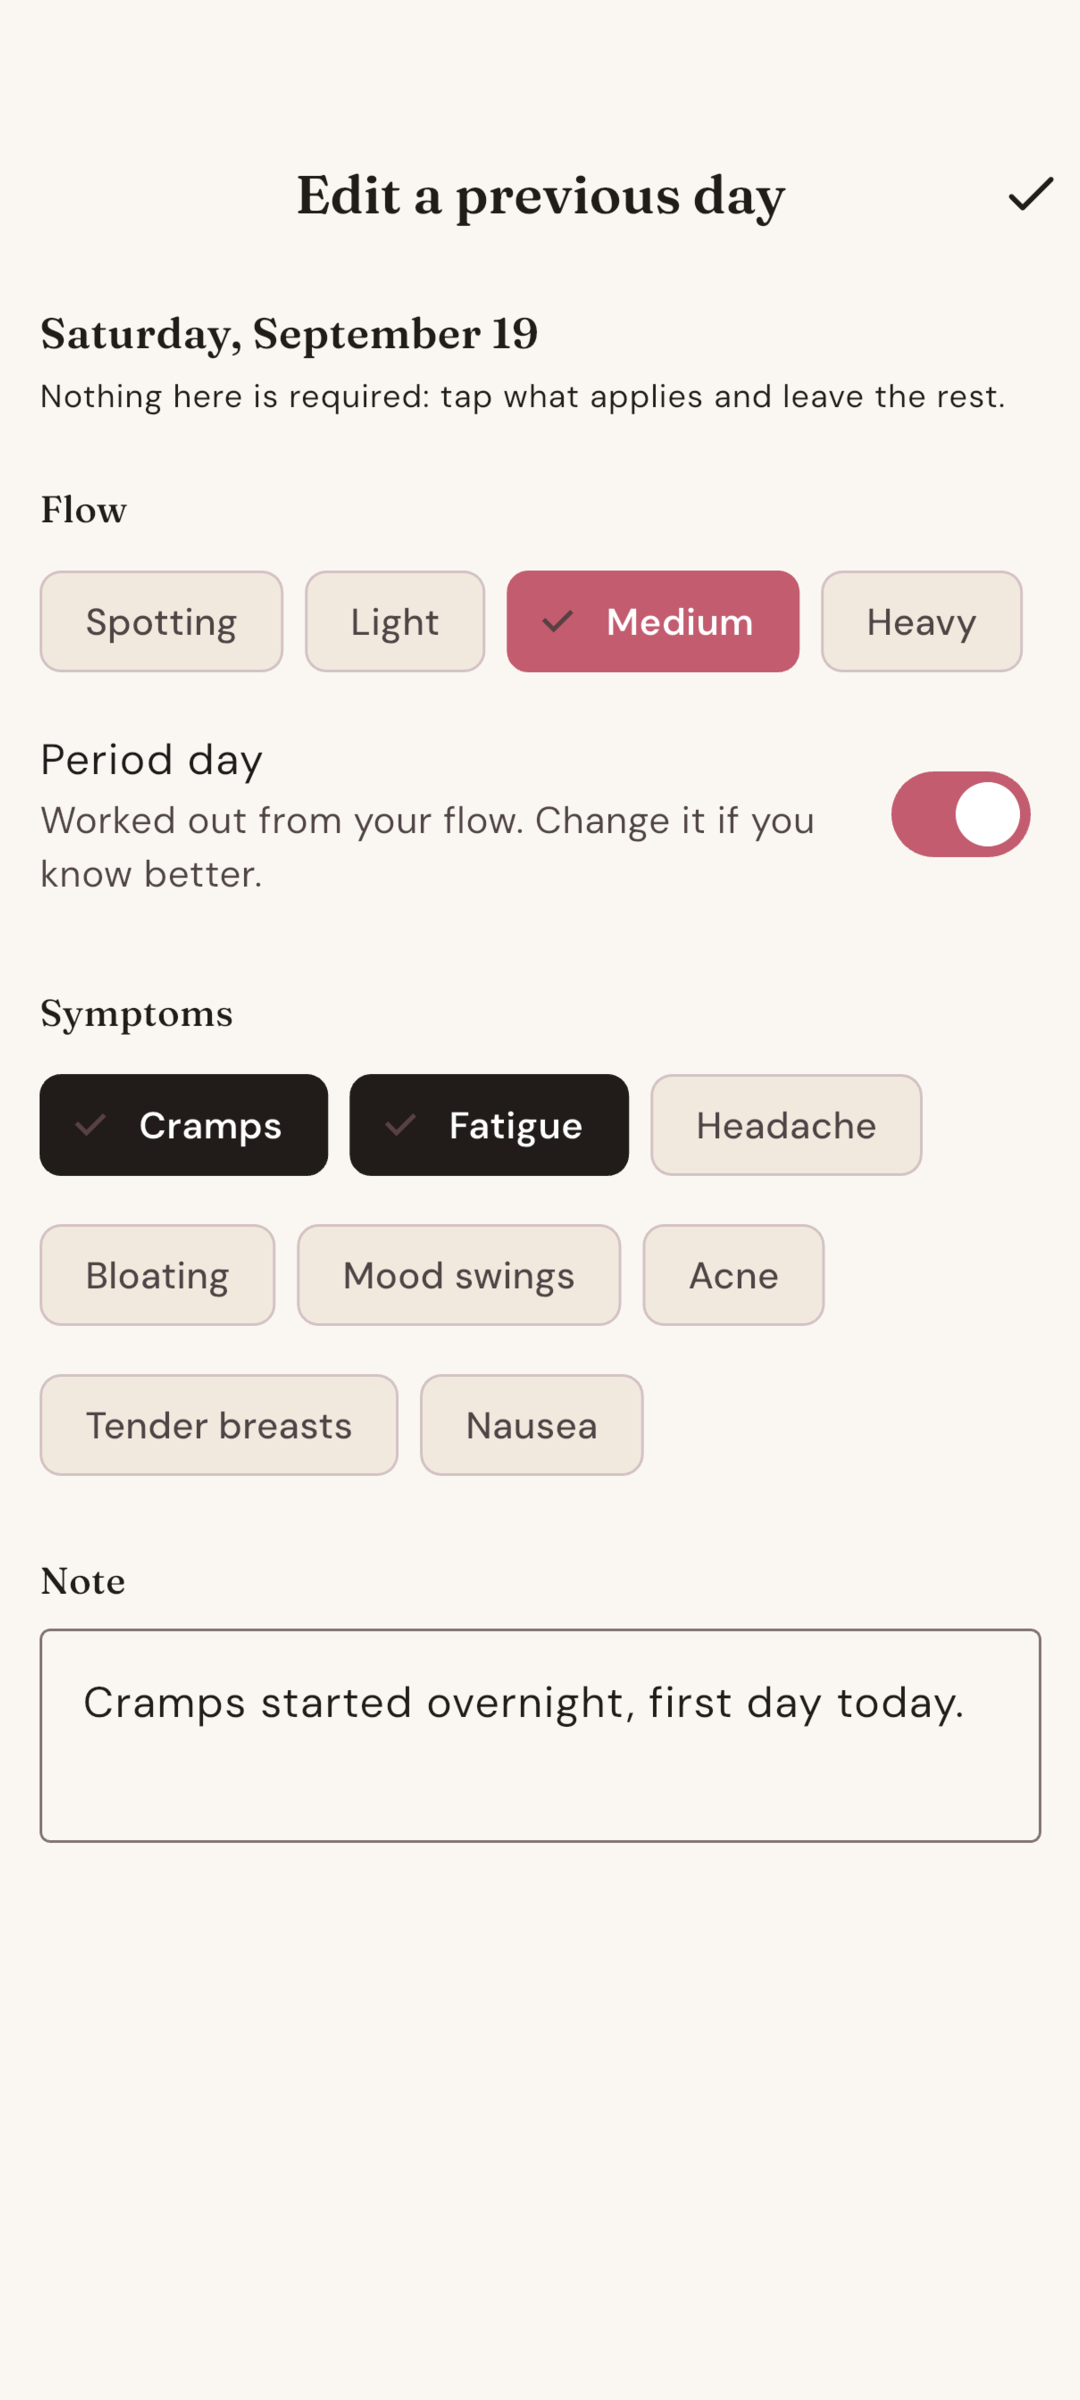 Edit a previous day
Saturday, September 19
Nothing here is required: tap what applies and leave the rest.
Flow
Spotting
Light
Medium
Heavy
Period day
Worked out from your flow. Change it if you
know better.
Symptoms
Cramps
Fatigue
Headache
Bloating
Mood swings
Acne
Tender breasts
Nausea
Note
Cramps started overnight, first day today.